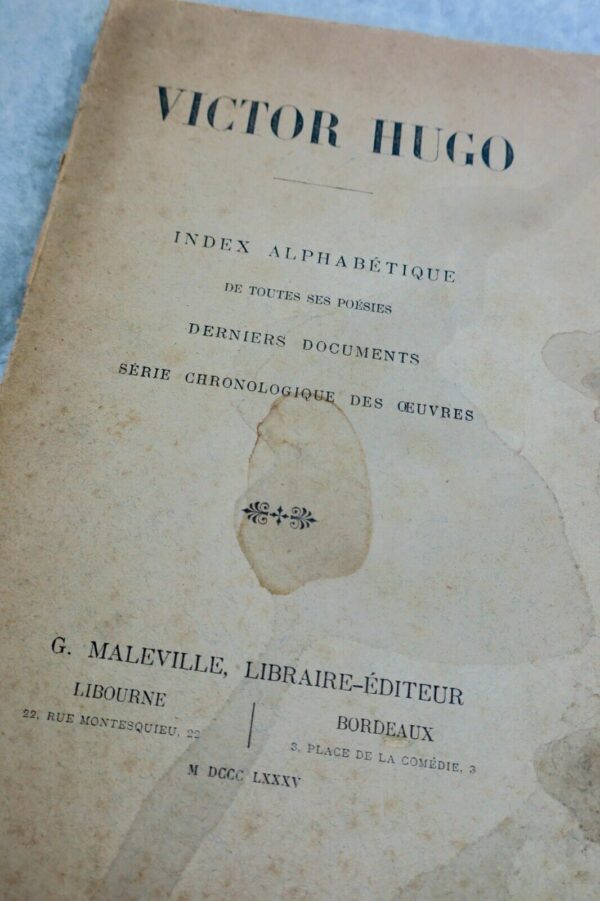 VICTOR HUGO
INDEX ALPHABÉTIQUE
DE TOUTES SES POÉSIES
DERNIERS DOCUMENTS
SÉRIE CHRONOLOGIQUE DES ŒUVRES
G. MALEVILLE, LIBRAIRE-ÉDITEUR
LIBOURNE
22, RUE MONTESQUIEU, 22
BORDEAUX
3, PLACE DE LA COMÉDIE, 3
M DCCC LXXXV